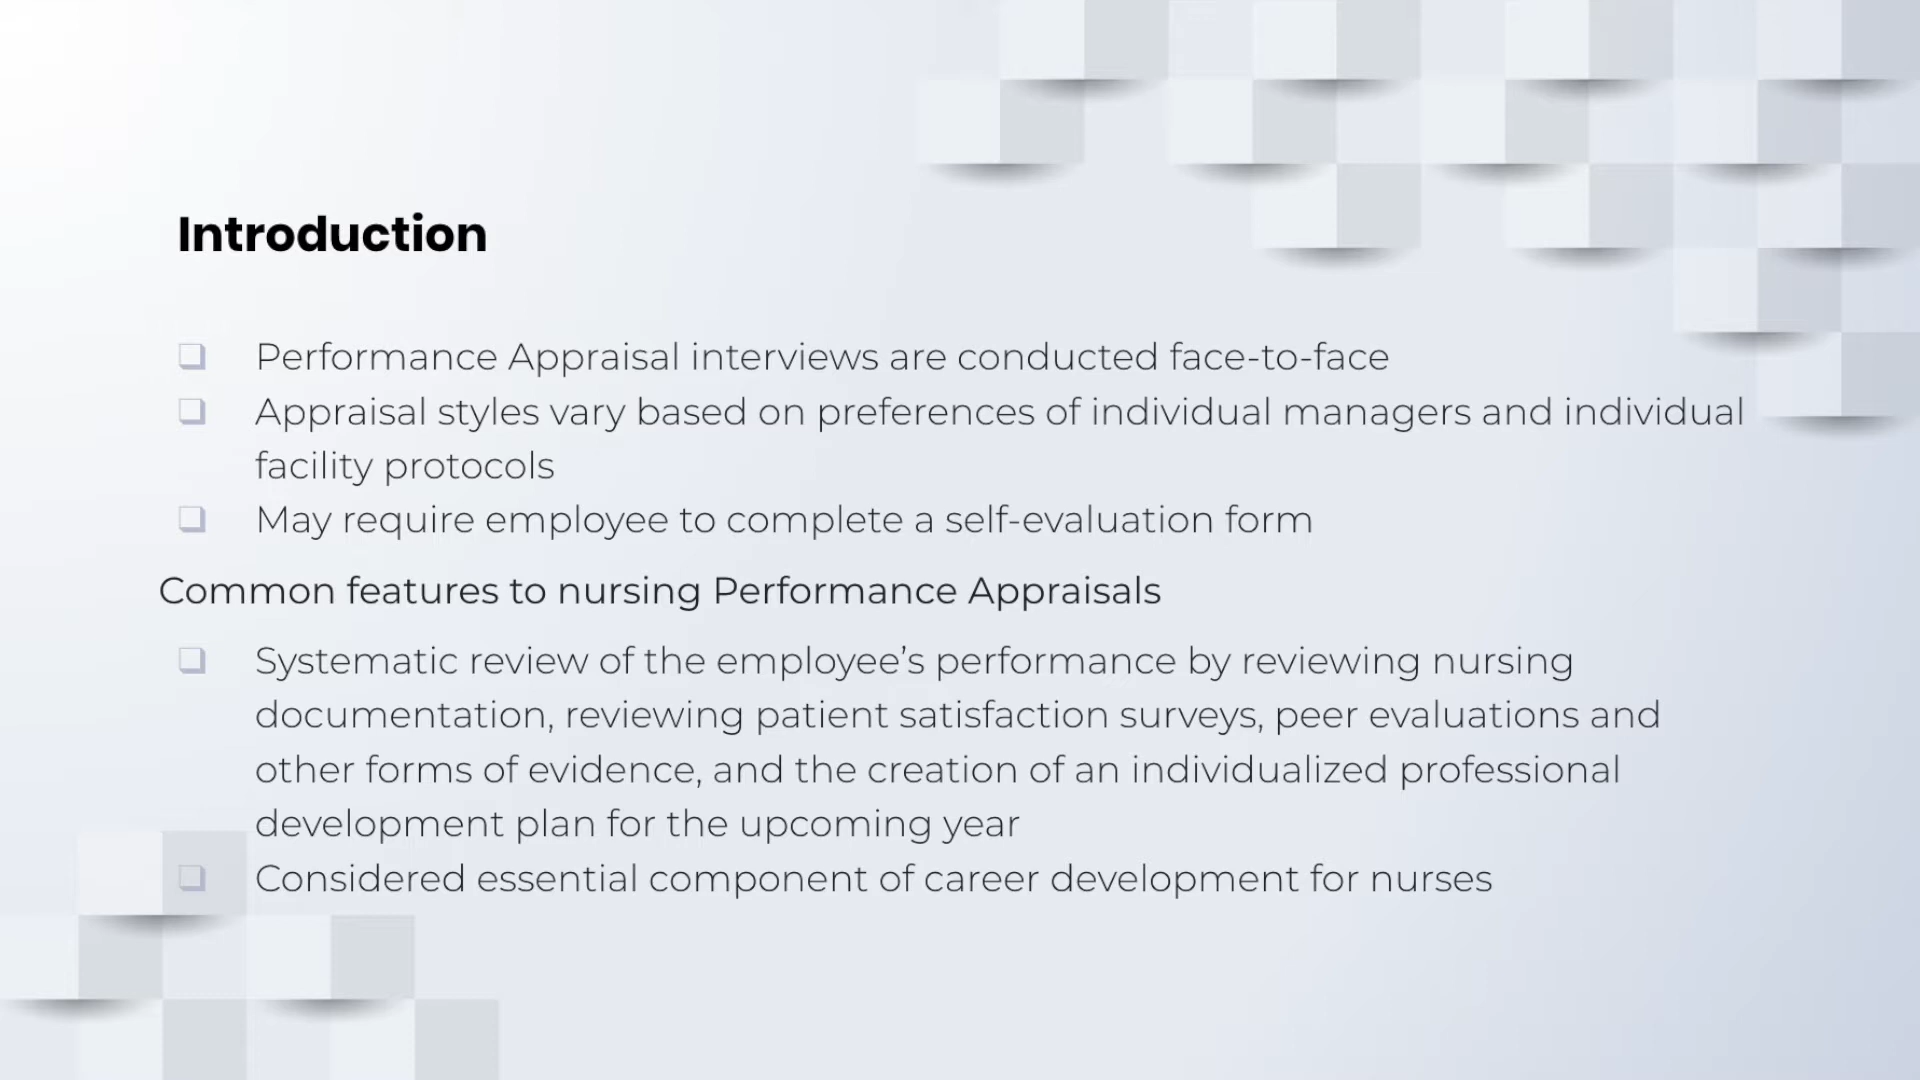 Introduction
❑ Performance Appraisal interviews are conducted face-to-face
❑ Appraisal styles vary based on preferences of individual managers and individual
facility protocols
❑ May require employee to complete a self-evaluation form
Common features to nursing Performance Appraisals
❑ Systematic review of the employee’s performance by reviewing nursing
documentation, reviewing patient satisfaction surveys, peer evaluations and
other forms of evidence, and the creation of an individualized professional
development plan for the upcoming year
❑ Considered essential component of career development for nurses